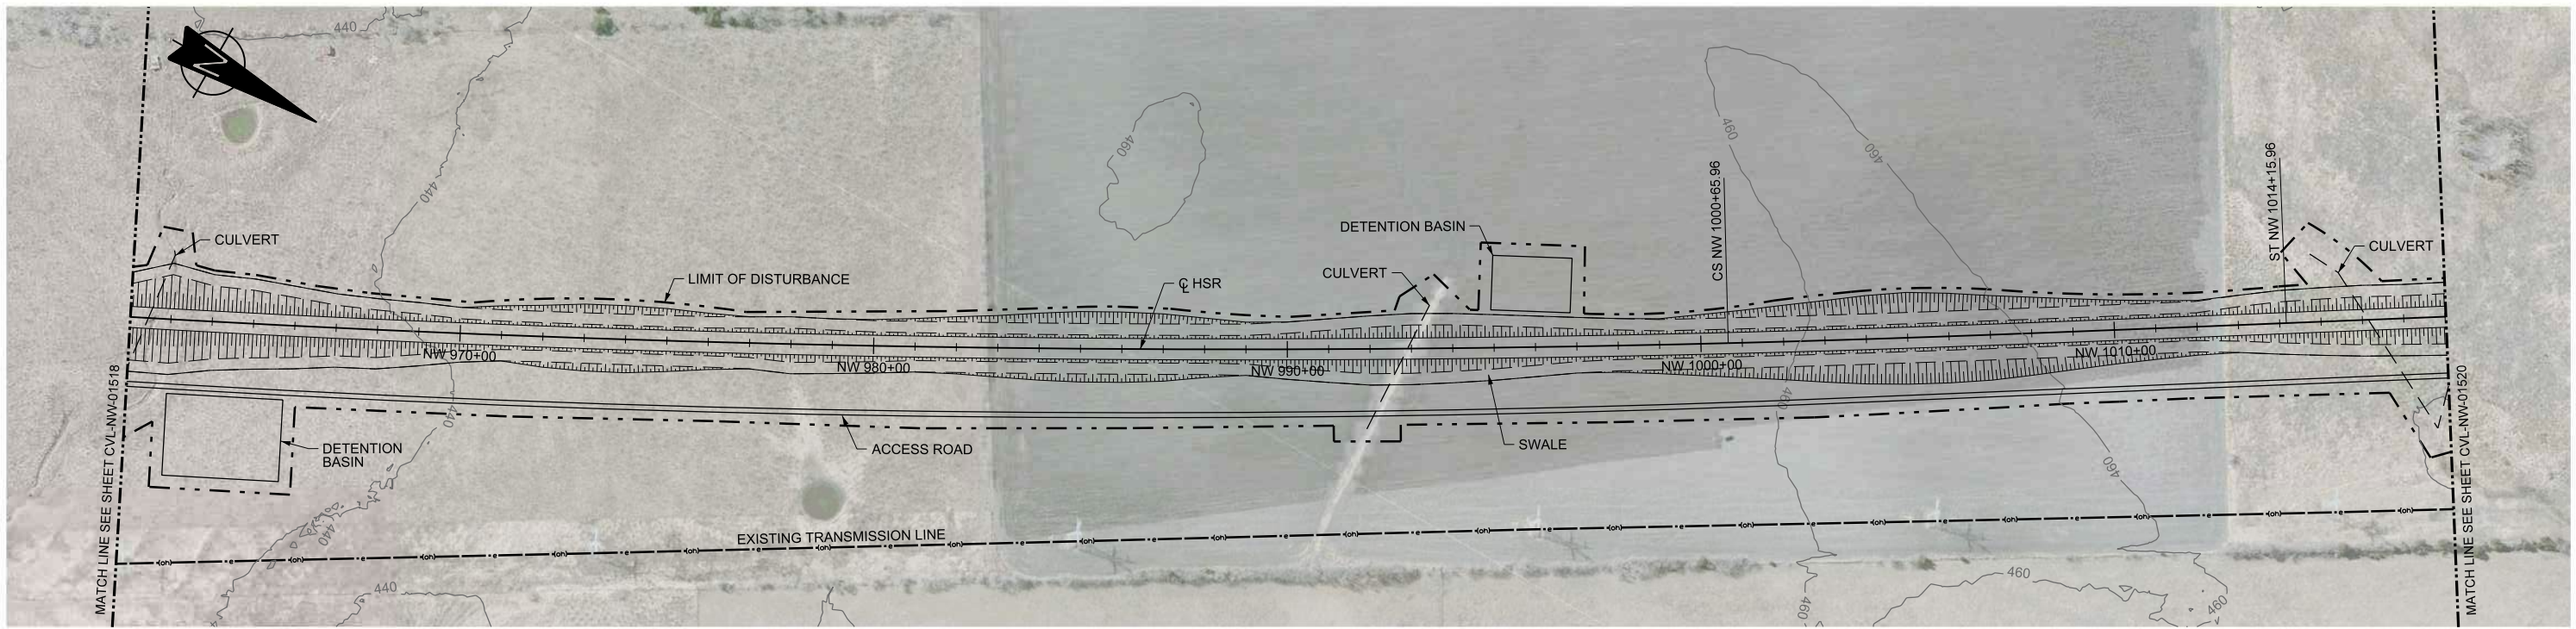 440
N
440
460
460
460
CS NW 1000+65.96
ST NW 1014+15.96
CULVERT
LIMIT OF DISTURBANCE
℄ HSR
DETENTION BASIN
CULVERT
CULVERT
NW 970+00
NW 980+00
NW 990+00
NW 1000+00
NW 1010+00
MATCH LINE SEE SHEET CVL-NW-01518
MATCH LINE SEE SHEET CVL-NW-01520
440
460
DETENTION
BASIN
ACCESS ROAD
SWALE
460
440
EXISTING TRANSMISSION LINE
440
460
460
460